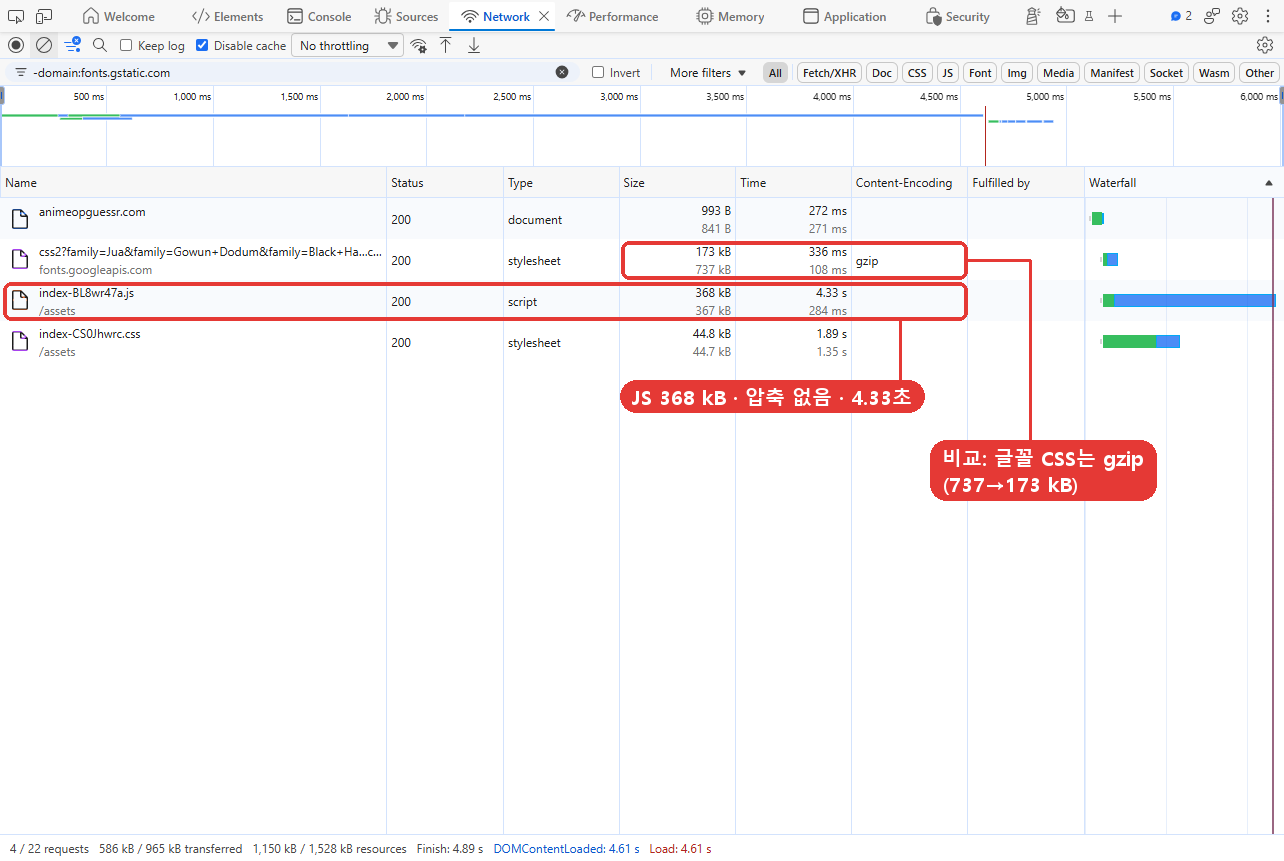 Welcome Elements Console Sources Network Performance Memory Application Security 2
Keep log Disable cache No throttling
-domain:fonts.gstatic.com Invert More filters All Fetch/XHR Doc CSS JS Font Img Media Manifest Socket Wasm Other
500 ms 1,000 ms 1,500 ms 2,000 ms 2,500 ms 3,000 ms 3,500 ms 4,000 ms 4,500 ms 5,000 ms 5,500 ms 6,000 ms
Name Status Type Size Time Content-Encoding Fulfilled by Waterfall
animeopguessr.com 200 document 993 B 272 ms
841 B 271 ms
css2?family=Jua&family=Gowun+Dodum&family=Black+Ha...c... 200 stylesheet 173 kB 336 ms gzip
fonts.googleapis.com 737 kB 108 ms
index-BL8wr47a.js 200 script 368 kB 4.33 s
/assets 367 kB 284 ms
index-CS0Jhwrc.css 200 stylesheet 44.8 kB 1.89 s
/assets 44.7 kB 1.35 s
JS 368 kB · 압축 없음 · 4.33초
비교: 글꼴 CSS는 gzip
(737→173 kB)
4 / 22 requests 586 kB / 965 kB transferred 1,150 kB / 1,528 kB resources Finish: 4.89 s DOMContentLoaded: 4.61 s Load: 4.61 s